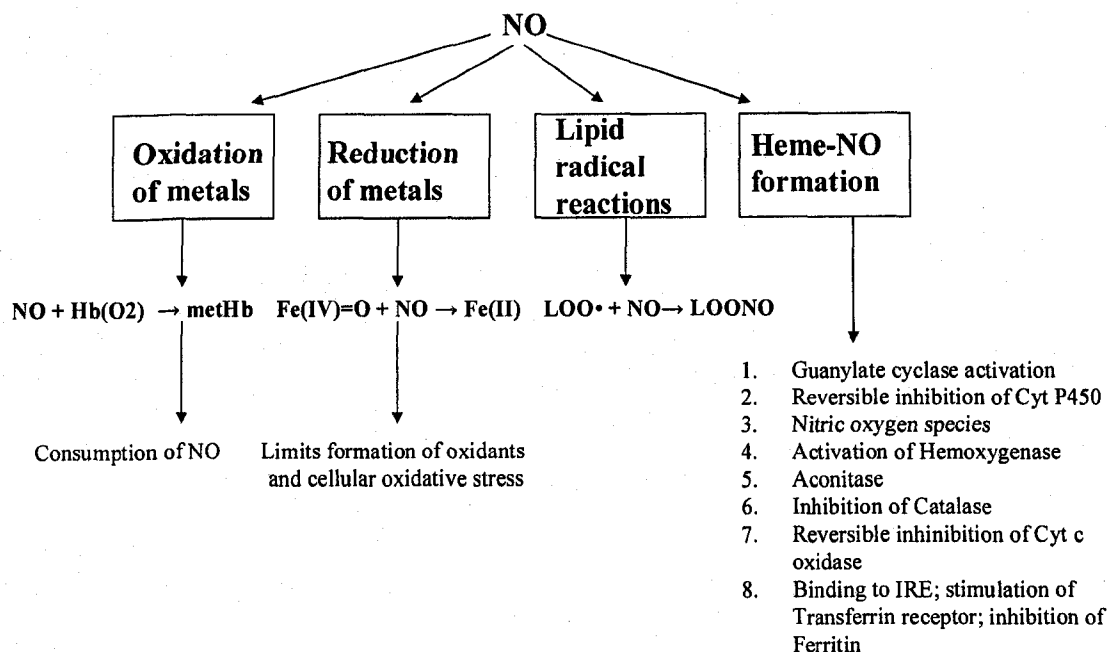 NO
Oxidation
of metals
Reduction
of metals
Lipid
radical
reactions
Heme-NO
formation
NO + Hb(O2) → metHb
Fe(IV)=O + NO → Fe(II)
LOO• + NO → LOONO
Consumption of NO
Limits formation of oxidants
and cellular oxidative stress
1. Guanylate cyclase activation
2. Reversible inhibition of Cyt P450
3. Nitric oxygen species
4. Activation of Hemoxygenase
5. Aconitase
6. Inhibition of Catalase
7. Reversible inhinibition of Cyt c
oxidase
8. Binding to IRE; stimulation of
Transferrin receptor; inhibition of
Ferritin